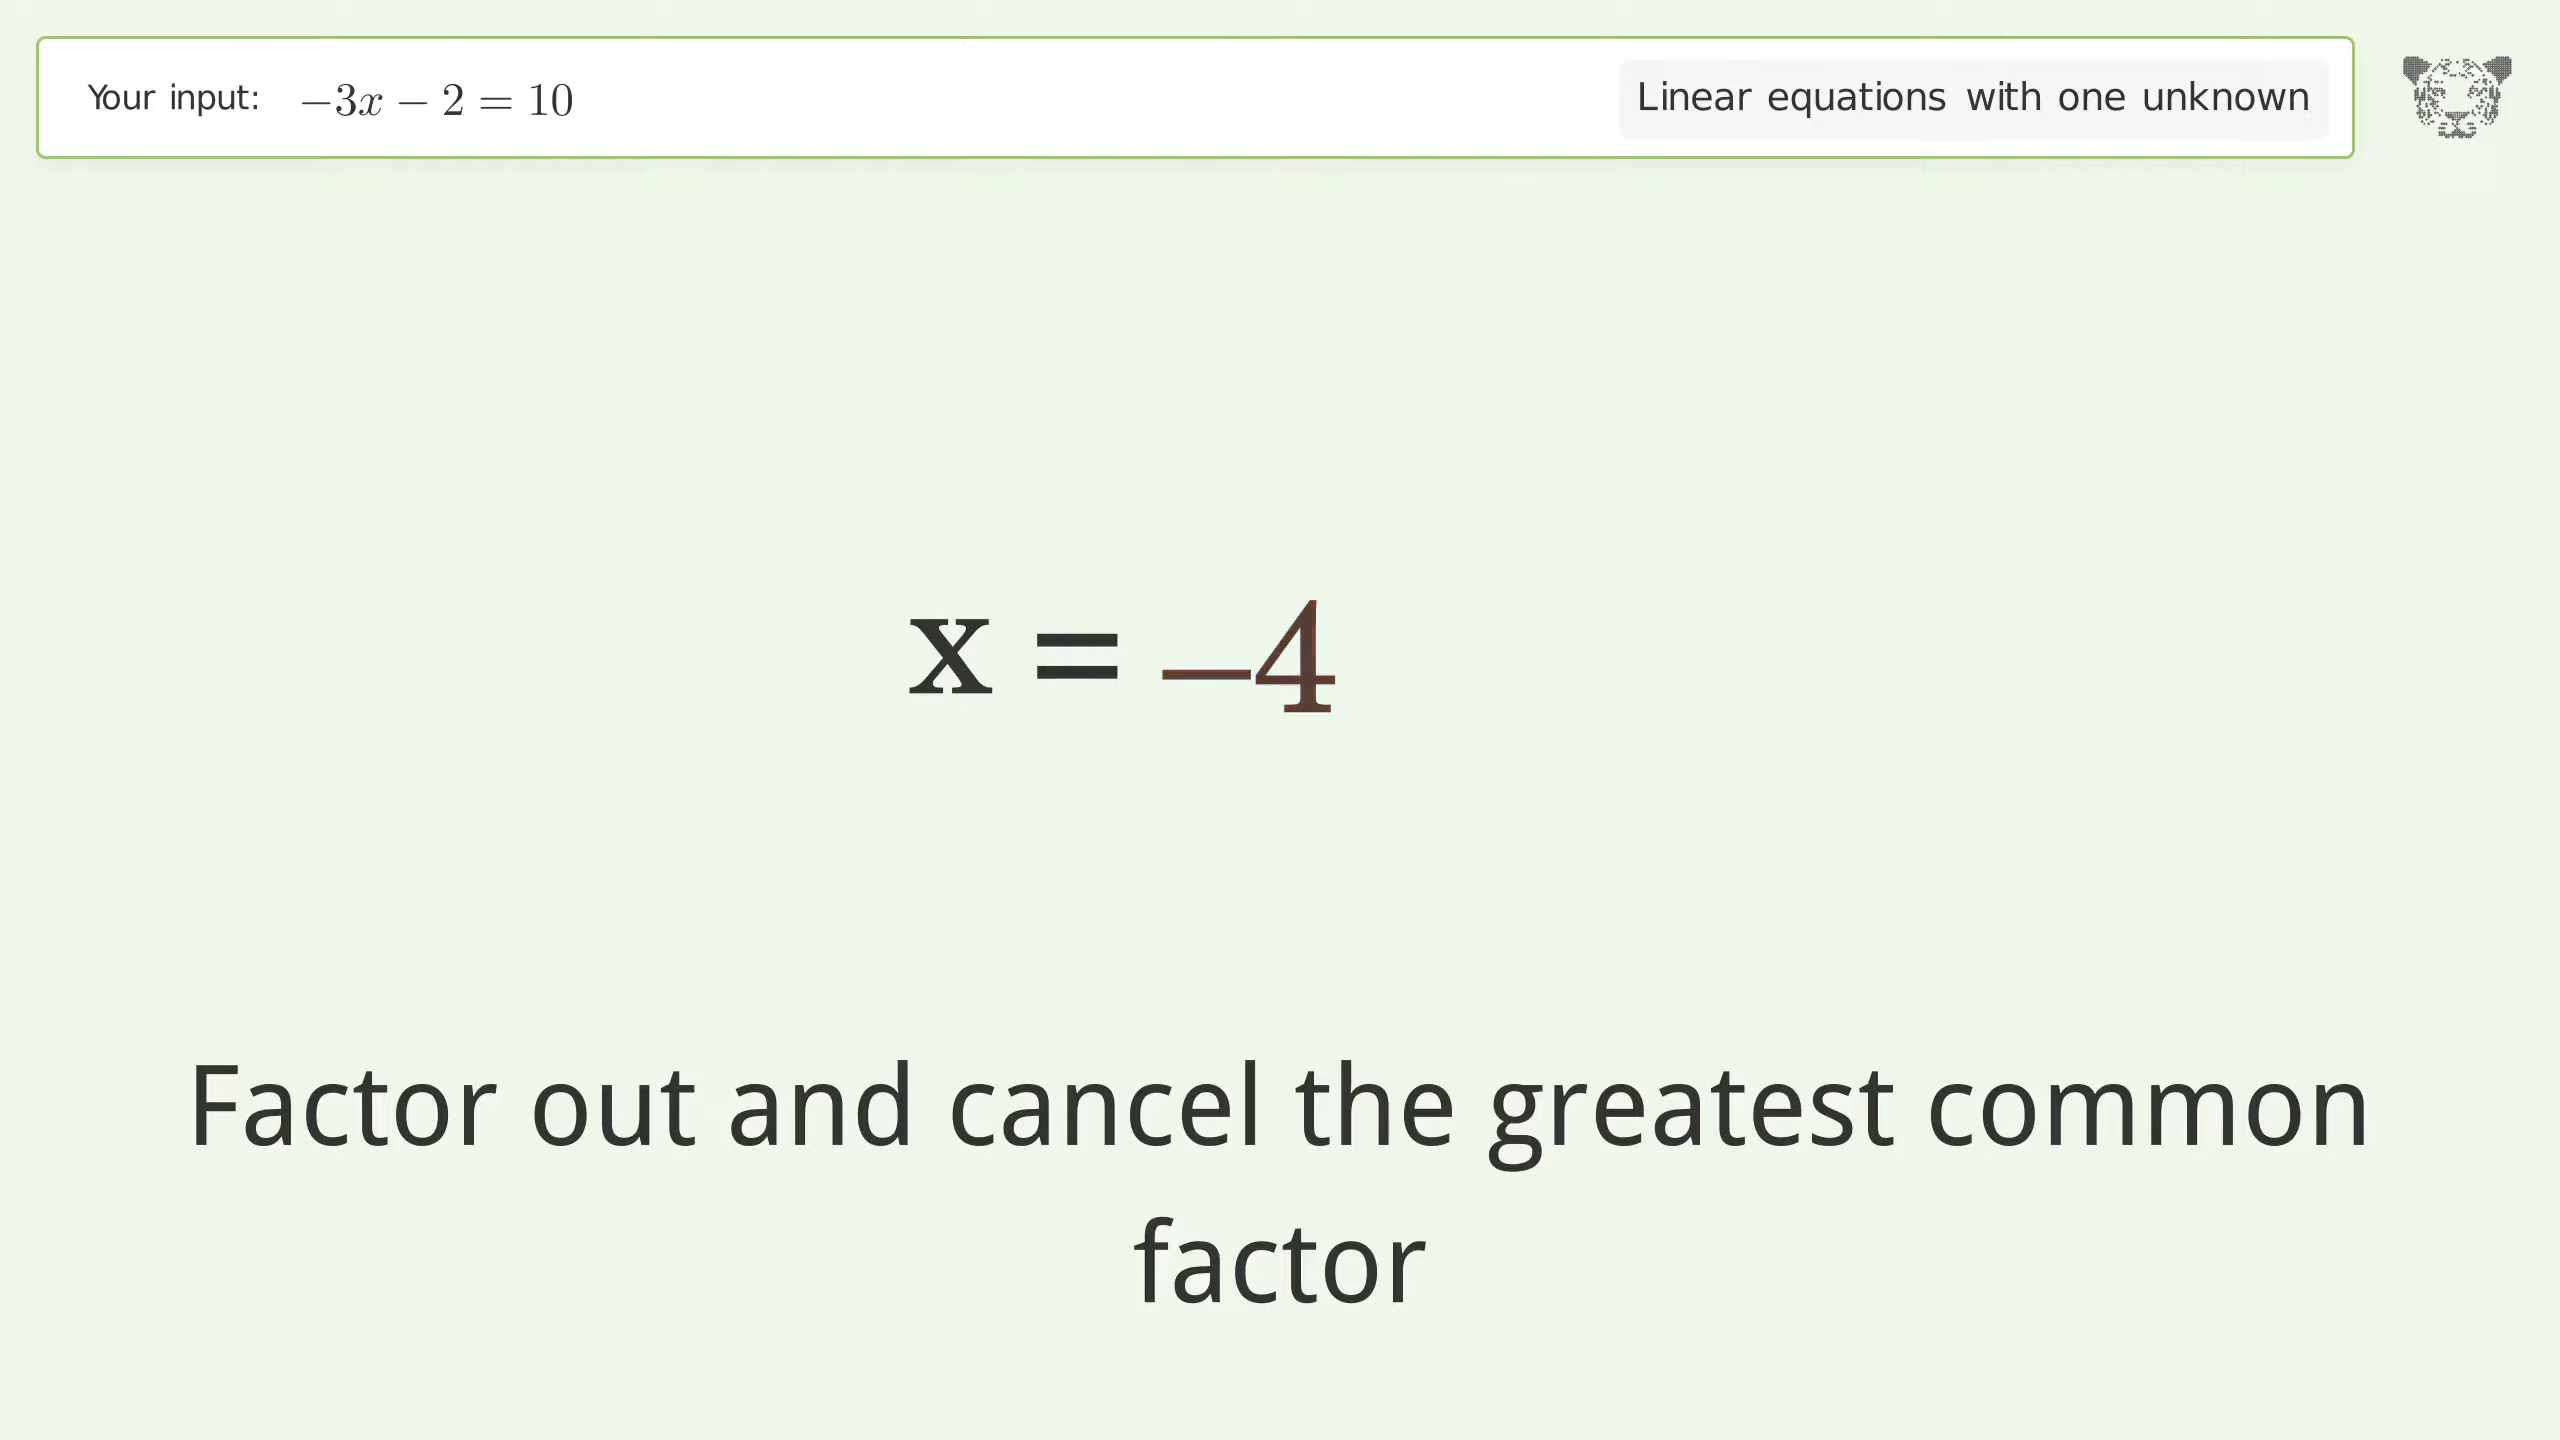 Your input: −3x − 2 = 10
Linear equations with one unknown
x = −4
Factor out and cancel the greatest common
factor